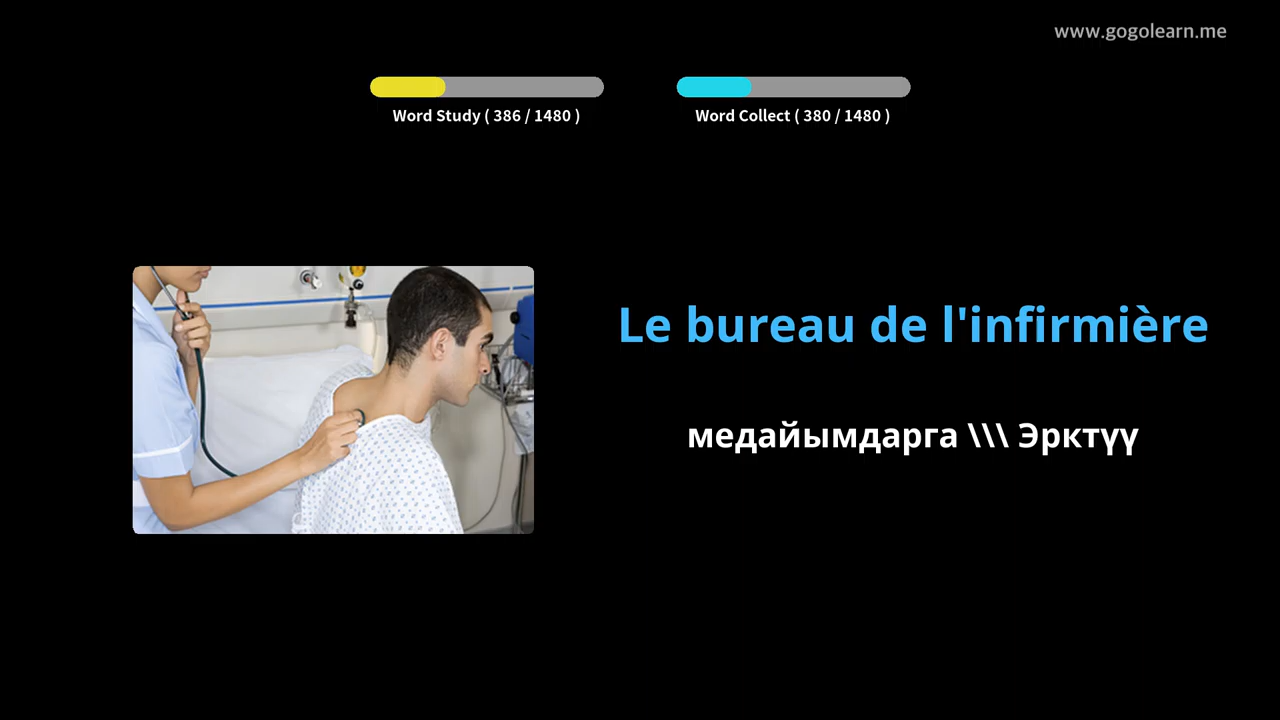 www.gogolearn.me
Word Study ( 386 / 1480 )
Word Collect ( 380 / 1480 )
Le bureau de l'infirmière
медайымдарга \\\ Эрктүү